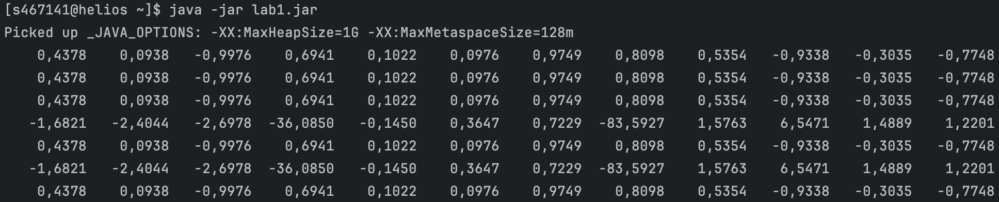 [s467141@helios ~]$ java -jar lab1.jar
Picked up _JAVA_OPTIONS: -XX:MaxHeapSize=1G -XX:MaxMetaspaceSize=128m
0,4378 0,0938 -0,9976 0,6941 0,1022 0,0976 0,9749 0,8098 0,5354 -0,9338 -0,3035 -0,7748
0,4378 0,0938 -0,9976 0,6941 0,1022 0,0976 0,9749 0,8098 0,5354 -0,9338 -0,3035 -0,7748
0,4378 0,0938 -0,9976 0,6941 0,1022 0,0976 0,9749 0,8098 0,5354 -0,9338 -0,3035 -0,7748
-1,6821 -2,4044 -2,6978 -36,0850 -0,1450 0,3647 0,7229 -83,5927 1,5763 6,5471 1,4889 1,2201
0,4378 0,0938 -0,9976 0,6941 0,1022 0,0976 0,9749 0,8098 0,5354 -0,9338 -0,3035 -0,7748
-1,6821 -2,4044 -2,6978 -36,0850 -0,1450 0,3647 0,7229 -83,5927 1,5763 6,5471 1,4889 1,2201
0,4378 0,0938 -0,9976 0,6941 0,1022 0,0976 0,9749 0,8098 0,5354 -0,9338 -0,3035 -0,7748